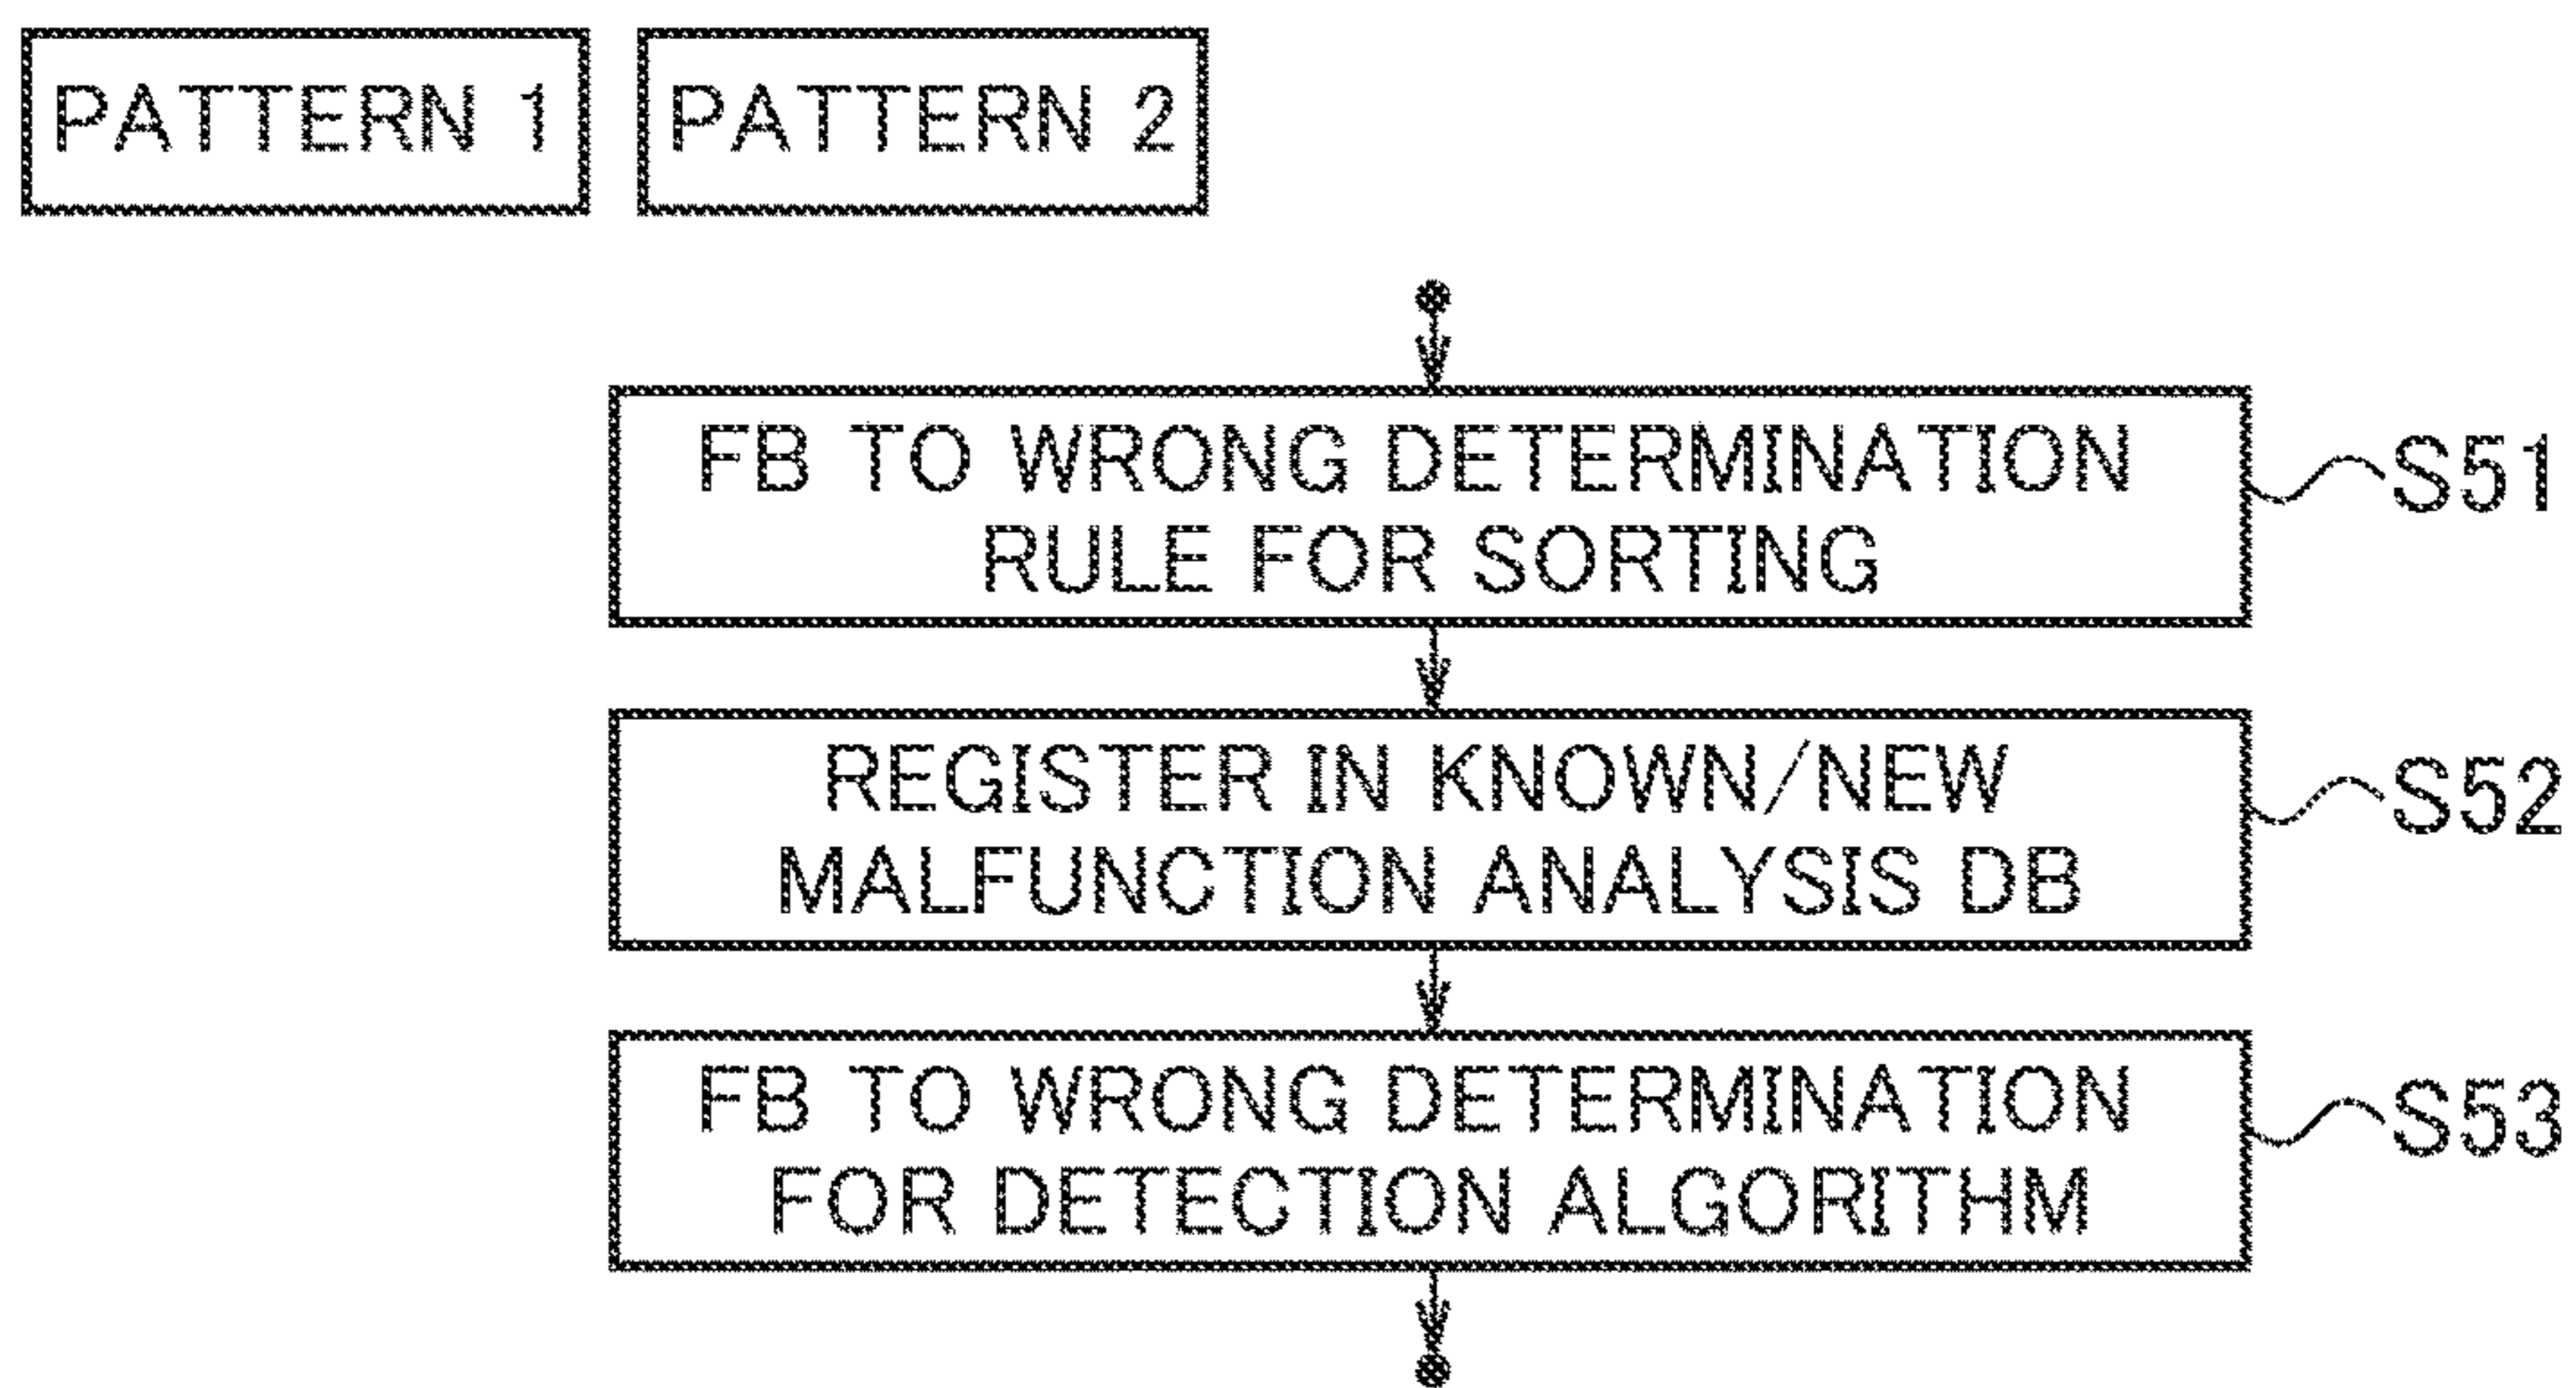 PATTERN 1
PATTERN 2
FB TO WRONG DETERMINATION
RULE FOR SORTING
S51
REGISTER IN KNOWN/NEW
MALFUNCTION ANALYSIS DB
S52
FB TO WRONG DETERMINATION
FOR DETECTION ALGORITHM
S53